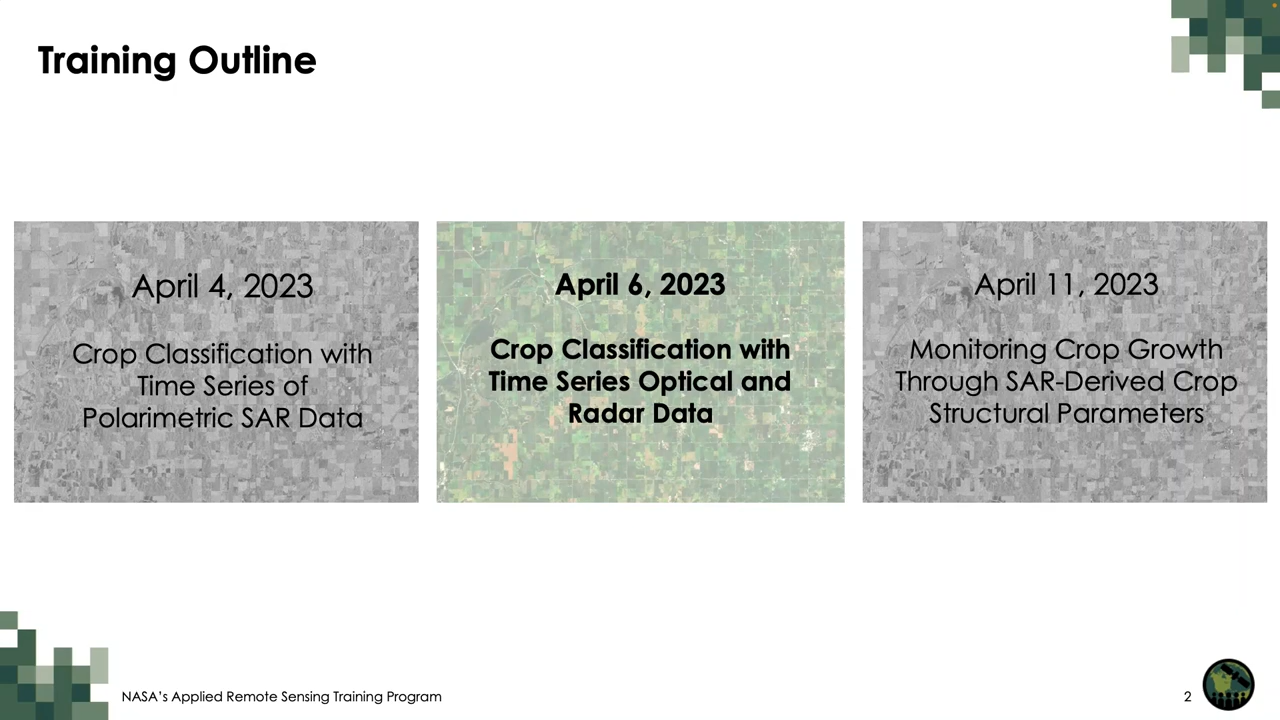 Training Outline
April 4, 2023
Crop Classification with
Time Series of
Polarimetric SAR Data
April 6, 2023
Crop Classification with
Time Series Optical and
Radar Data
April 11, 2023
Monitoring Crop Growth
Through SAR-Derived Crop
Structural Parameters
NASA's Applied Remote Sensing Training Program
2